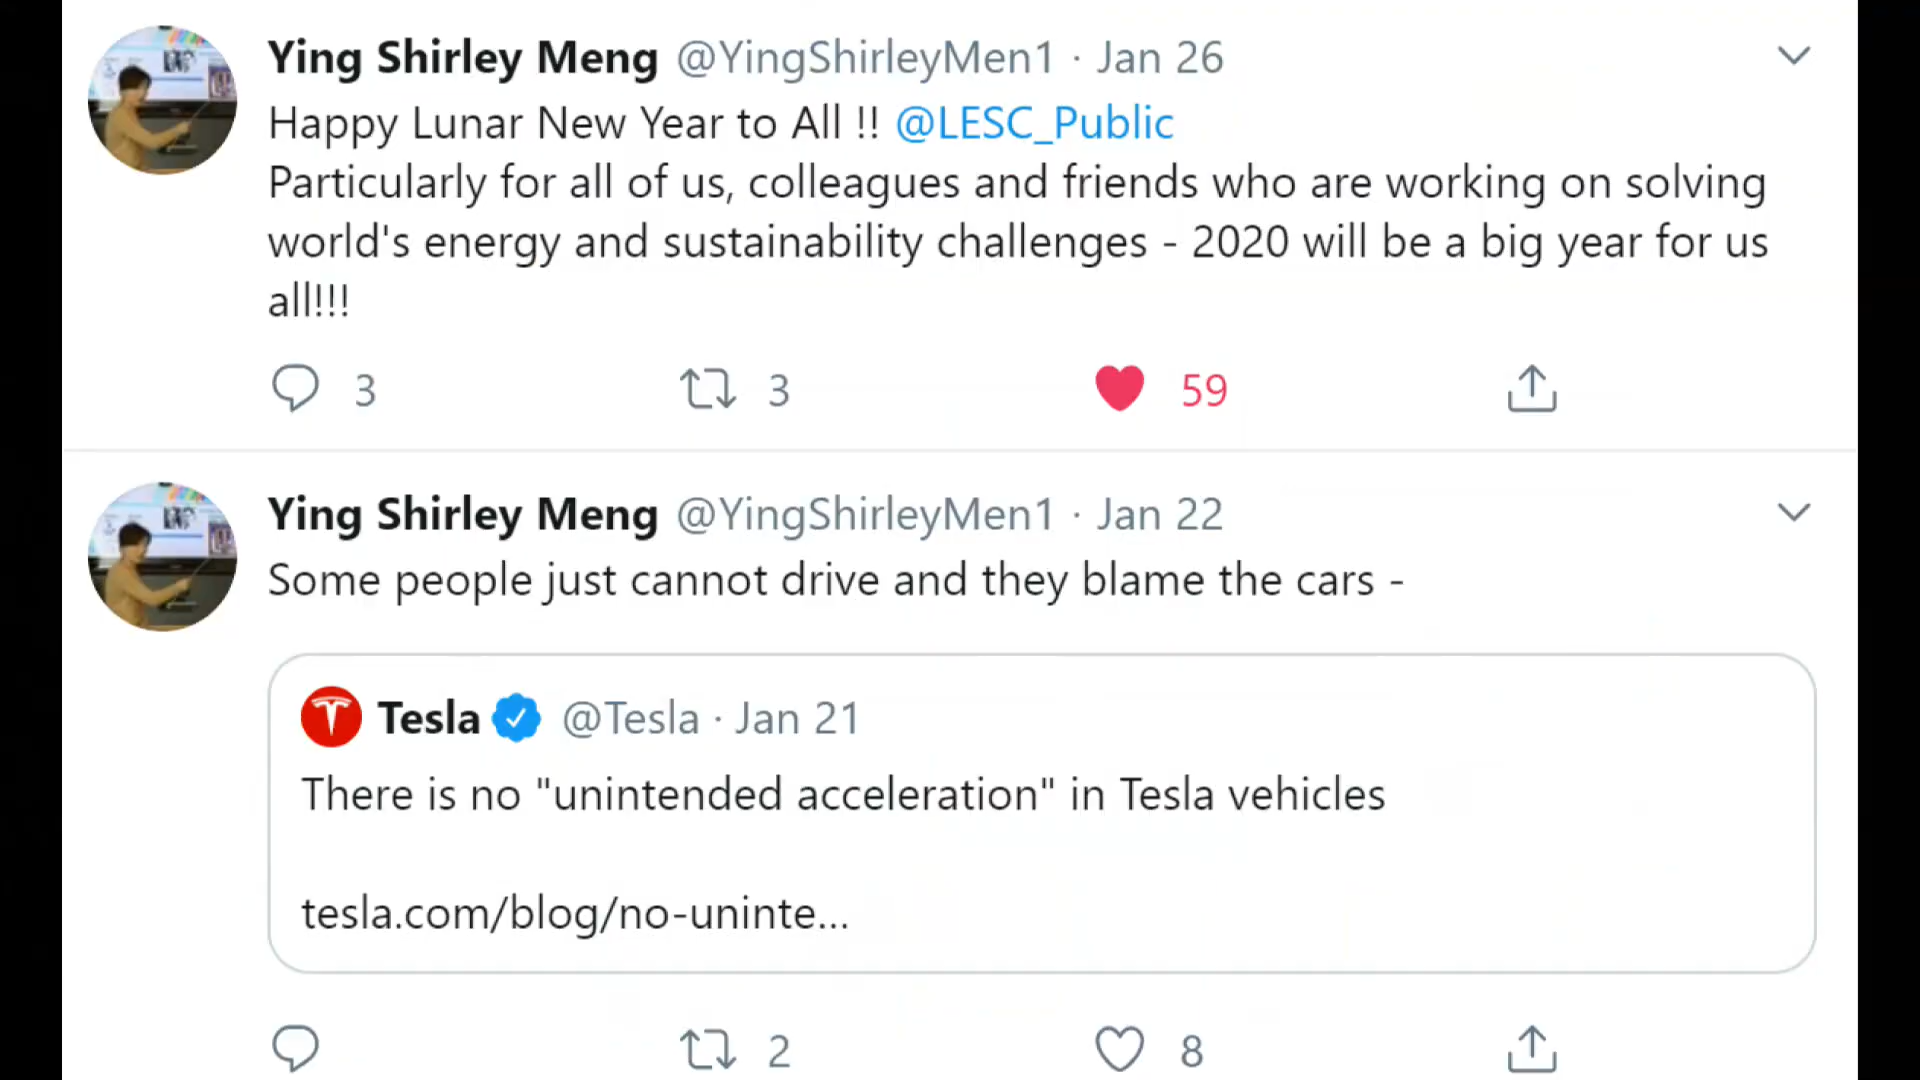 Ying Shirley Meng @YingShirleyMen1 · Jan 26
Happy Lunar New Year to All !! @LESC_Public
Particularly for all of us, colleagues and friends who are working on solving
world's energy and sustainability challenges - 2020 will be a big year for us
all!!!
3 3 59
Ying Shirley Meng @YingShirleyMen1 · Jan 22
Some people just cannot drive and they blame the cars -
Tesla @Tesla · Jan 21
There is no "unintended acceleration" in Tesla vehicles
tesla.com/blog/no-uninte...
2 8